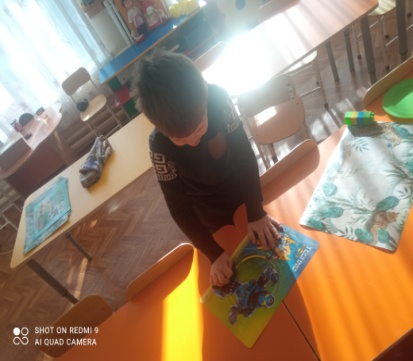 SHOT ON REDMI 9
AI QUAD CAMERA